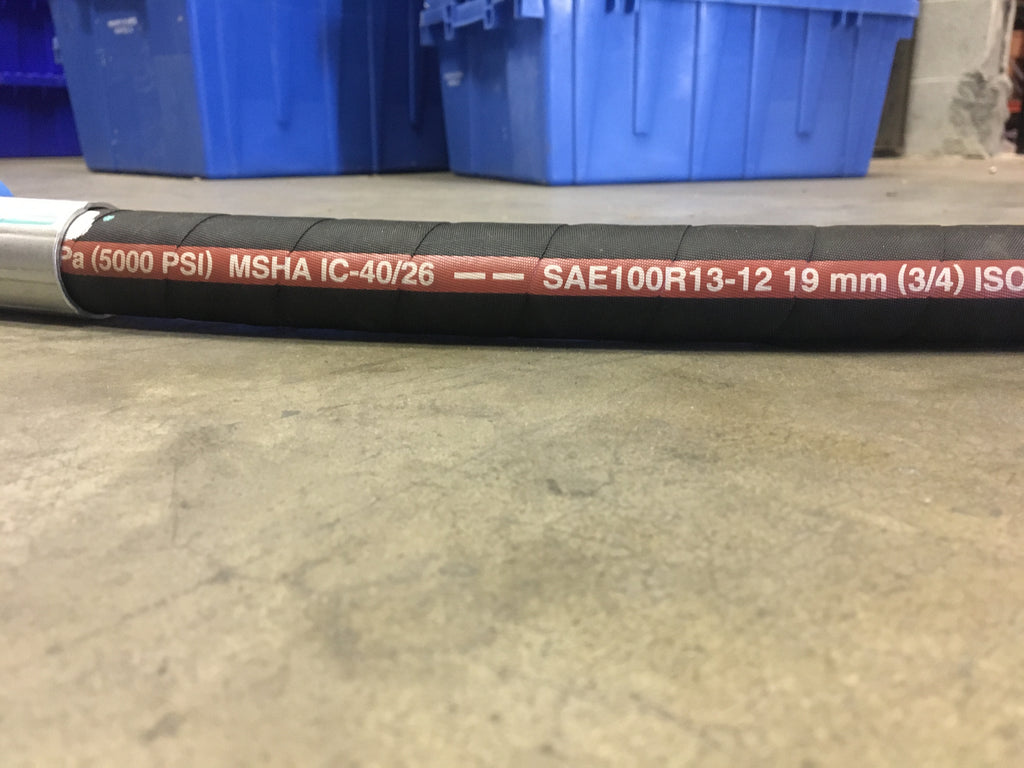 Pa (5000 PSI) MSHA IC-40/26 — — SAE100R13-12 19 mm (3/4) ISO